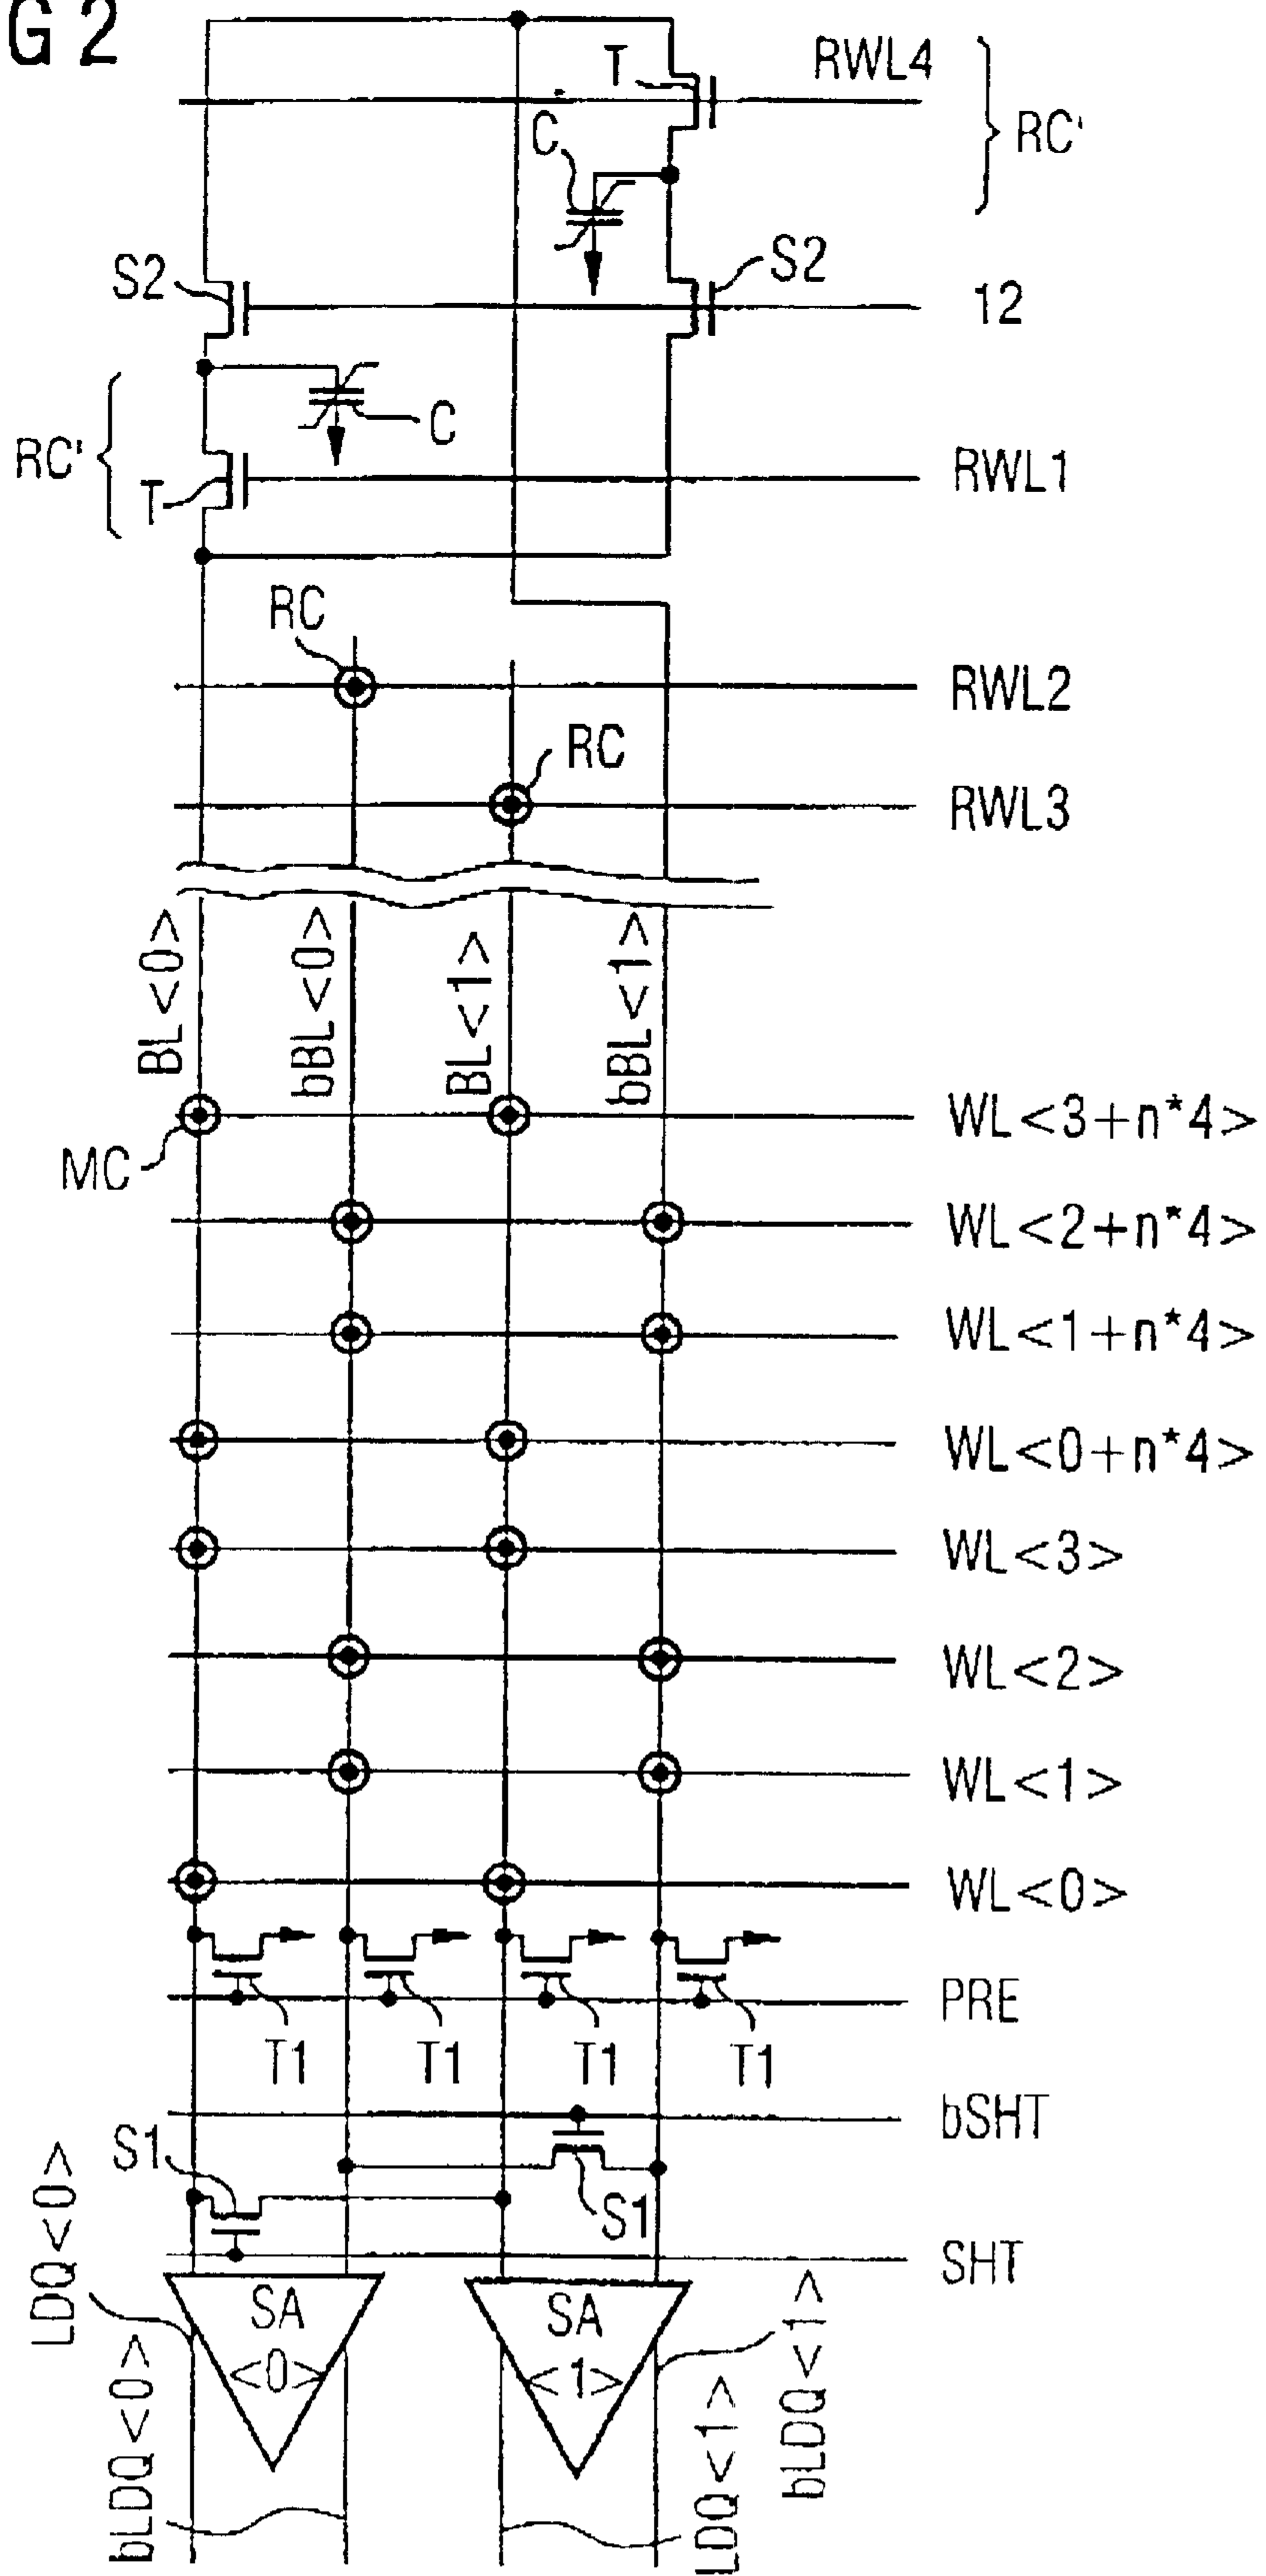 G 2
T
RWL4
C
RC'
S2
S2
12
C
RC'
T
RWL1
RC
RWL2
RC
RWL3
BL<0>
bBL<0>
BL<1>
bBL<1>
MC
WL<3+n*4>
WL<2+n*4>
WL<1+n*4>
WL<0+n*4>
WL<3>
WL<2>
WL<1>
WL<0>
PRE
T1
T1
T1
T1
bSHT
S1
S1
SHT
LDQ<0>
SA
<0>
SA
<1>
bLDQ<0>
LDQ<1>
bLDQ<1>